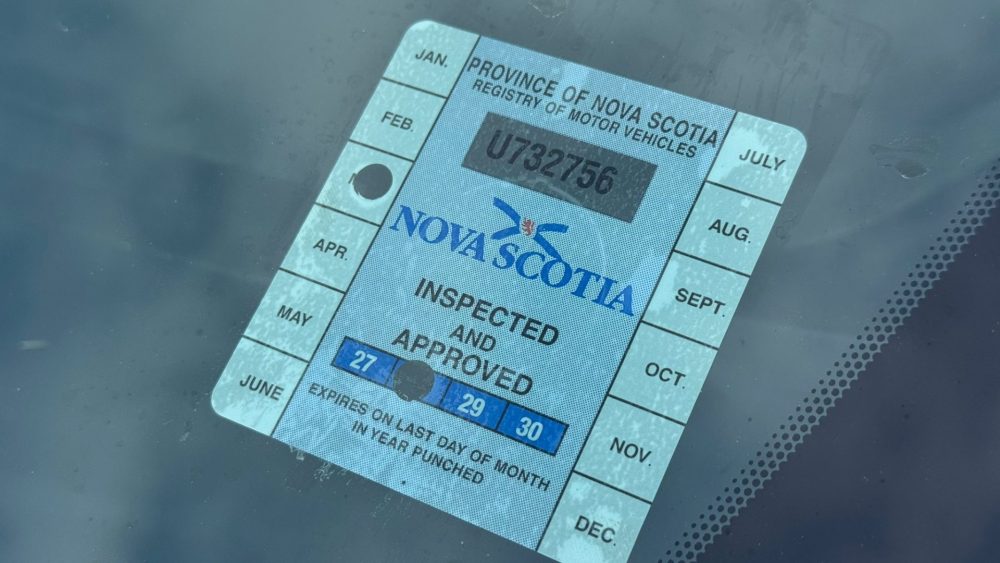 JAN.
FEB.
APR.
MAY
JUNE
PROVINCE OF NOVA SCOTIA
REGISTRY OF MOTOR VEHICLES
U732756
NOVA SCOTIA
INSPECTED
AND
APPROVED
27 29 30
EXPIRES ON LAST DAY OF MONTH
IN YEAR PUNCHED
JULY
AUG.
SEPT.
OCT.
NOV.
DEC.